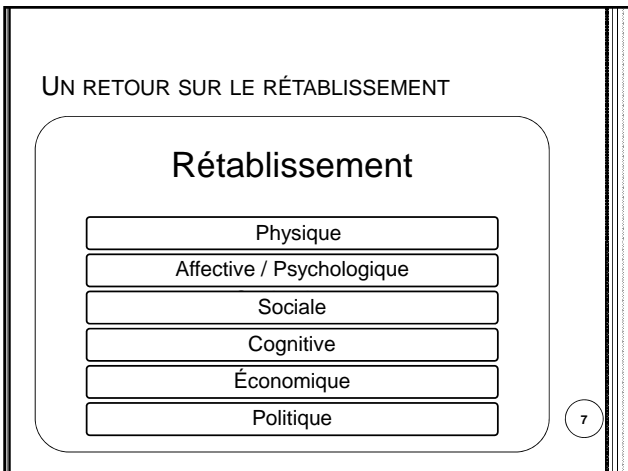 UN RETOUR SUR LE RÉTABLISSEMENT
Rétablissement
Physique
Affective / Psychologique
Sociale
Cognitive
Économique
Politique
7